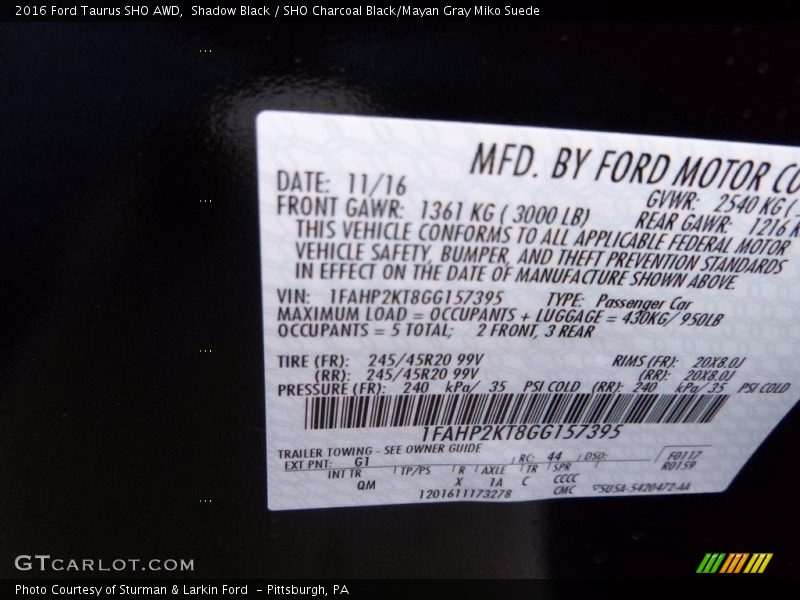 2016 Ford Taurus SHO AWD,  Shadow Black / SHO Charcoal Black/Mayan Gray Miko Suede
MFD. BY FORD MOTOR CO
DATE: 11/16
GVWR: 2540 KG (
FRONT GAWR: 1361 KG ( 3000 LB)
REAR GAWR: 1216 K
THIS VEHICLE CONFORMS TO ALL APPLICABLE FEDERAL MOTOR
VEHICLE SAFETY, BUMPER, AND THEFT PREVENTION STANDARDS
IN EFFECT ON THE DATE OF MANUFACTURE SHOWN ABOVE.
VIN: 1FAHP2KT8GG157395 TYPE: Passenger Car
MAXIMUM LOAD = OCCUPANTS + LUGGAGE = 430KG/ 950LB
OCCUPANTS = 5 TOTAL; 2 FRONT, 3 REAR
TIRE (FR): 245/45R20 99V RIMS (FR): 20X8.0J
(RR): 245/45R20 99V (RR): 20X8.0J
PRESSURE (FR): 240 kPa/ 35 PSI COLD (RR): 240 kPa/ 35 PSI COLD
1FAHP2KT8GG157395
TRAILER TOWING - SEE OWNER GUIDE
EXT PNT: G1 RC: 44 DSO: F0117
R0159
INT TR TP/PS R AXLE TR SPR
QM X 1A C CCCC
1201611173278 CMC
GTCARLOT.COM
Photo Courtesy of Sturman & Larkin Ford  - Pittsburgh, PA